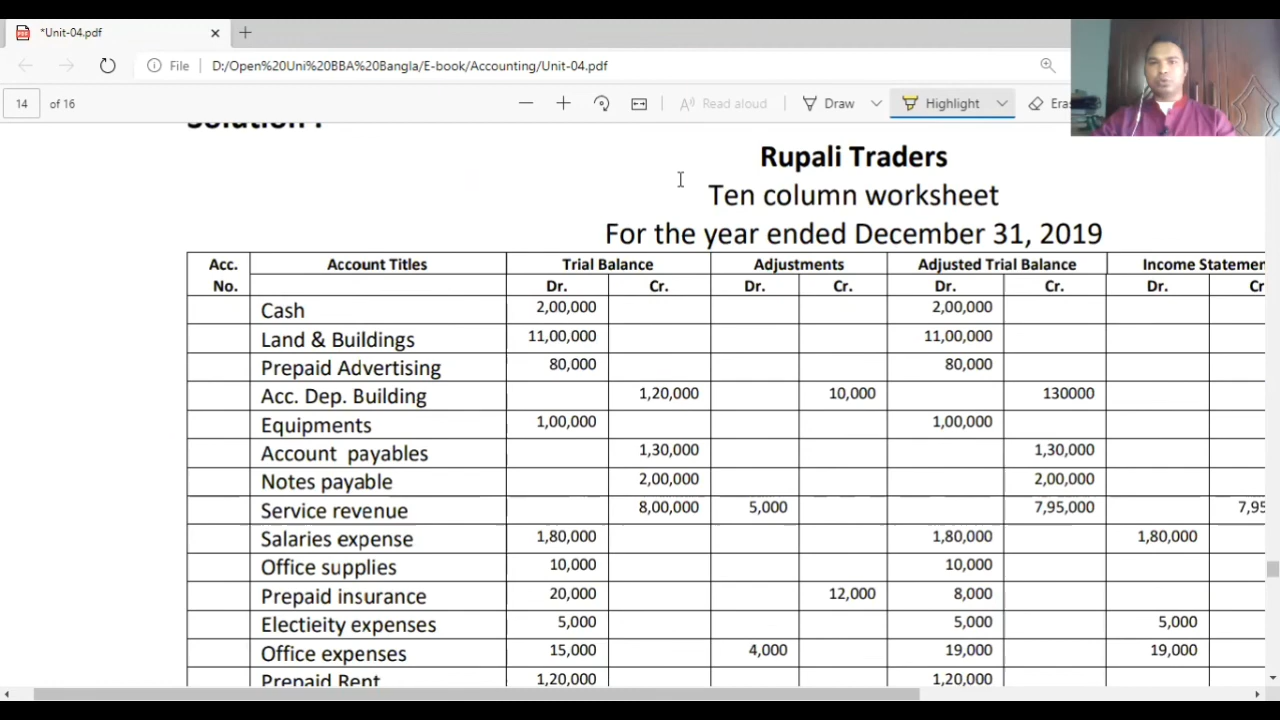 *Unit-04.pdf
File D:/Open%20Uni%20BBA%20Bangla/E-book/Accounting/Unit-04.pdf
14 of 16 Read aloud Draw Highlight Eras
Solution :
Rupali Traders
Ten column worksheet
For the year ended December 31, 2019
Acc. No. Account Titles Trial Balance Adjustments Adjusted Trial Balance Income Statemen
Dr. Cr. Dr. Cr. Dr. Cr. Dr. Cr
Cash 2,00,000 2,00,000
Land & Buildings 11,00,000 11,00,000
Prepaid Advertising 80,000 80,000
Acc. Dep. Building 1,20,000 10,000 130000
Equipments 1,00,000 1,00,000
Account payables 1,30,000 1,30,000
Notes payable 2,00,000 2,00,000
Service revenue 8,00,000 5,000 7,95,000 7,95
Salaries expense 1,80,000 1,80,000 1,80,000
Office supplies 10,000 10,000
Prepaid insurance 20,000 12,000 8,000
Electieity expenses 5,000 5,000 5,000
Office expenses 15,000 4,000 19,000 19,000
Prepaid Rent 1,20,000 1,20,000